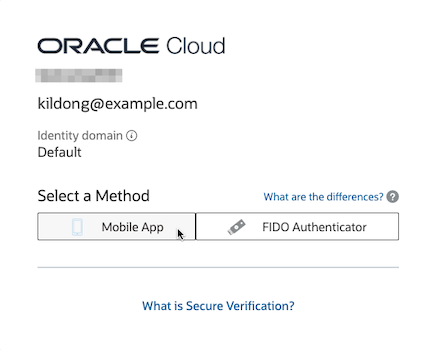 ORACLE Cloud
kildong@example.com
Identity domain
Default
Select a Method What are the differences?
Mobile App FIDO Authenticator
What is Secure Verification?